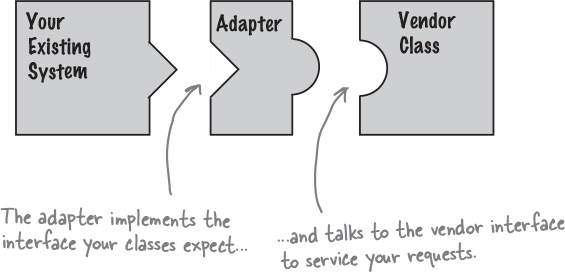 Your
Existing
System
Adapter
Vendor
Class
The adapter implements the
interface your classes expect...
...and talks to the vendor interface
to service your requests.